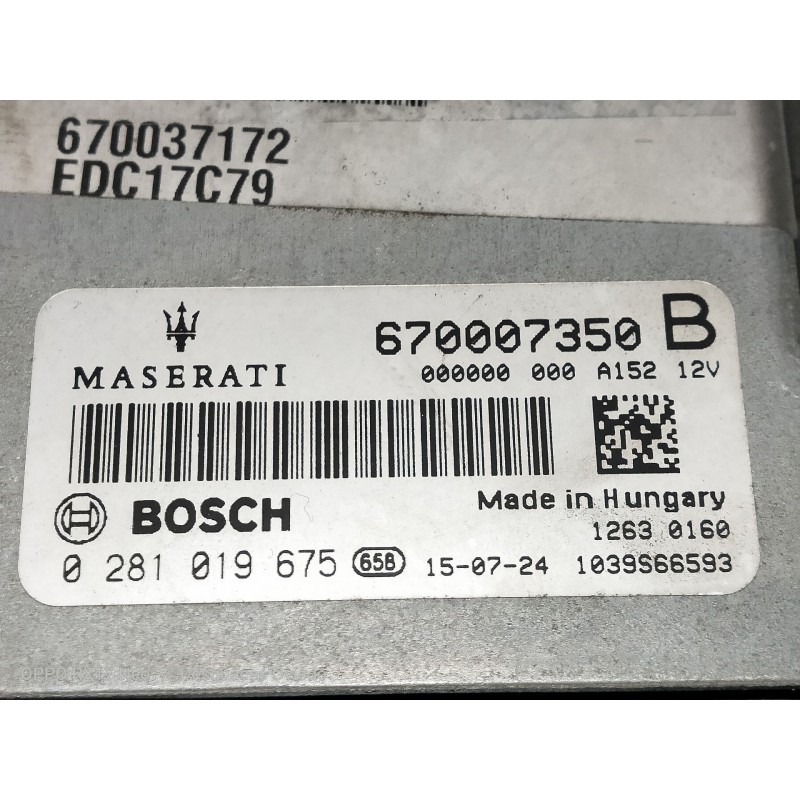 670037172
EDC17C79
MASERATI
670007350 B
000000 000 A152 12V
BOSCH
Made in Hungary
1263 0160
0 281 019 675 65B 15-07-24 1039S66593